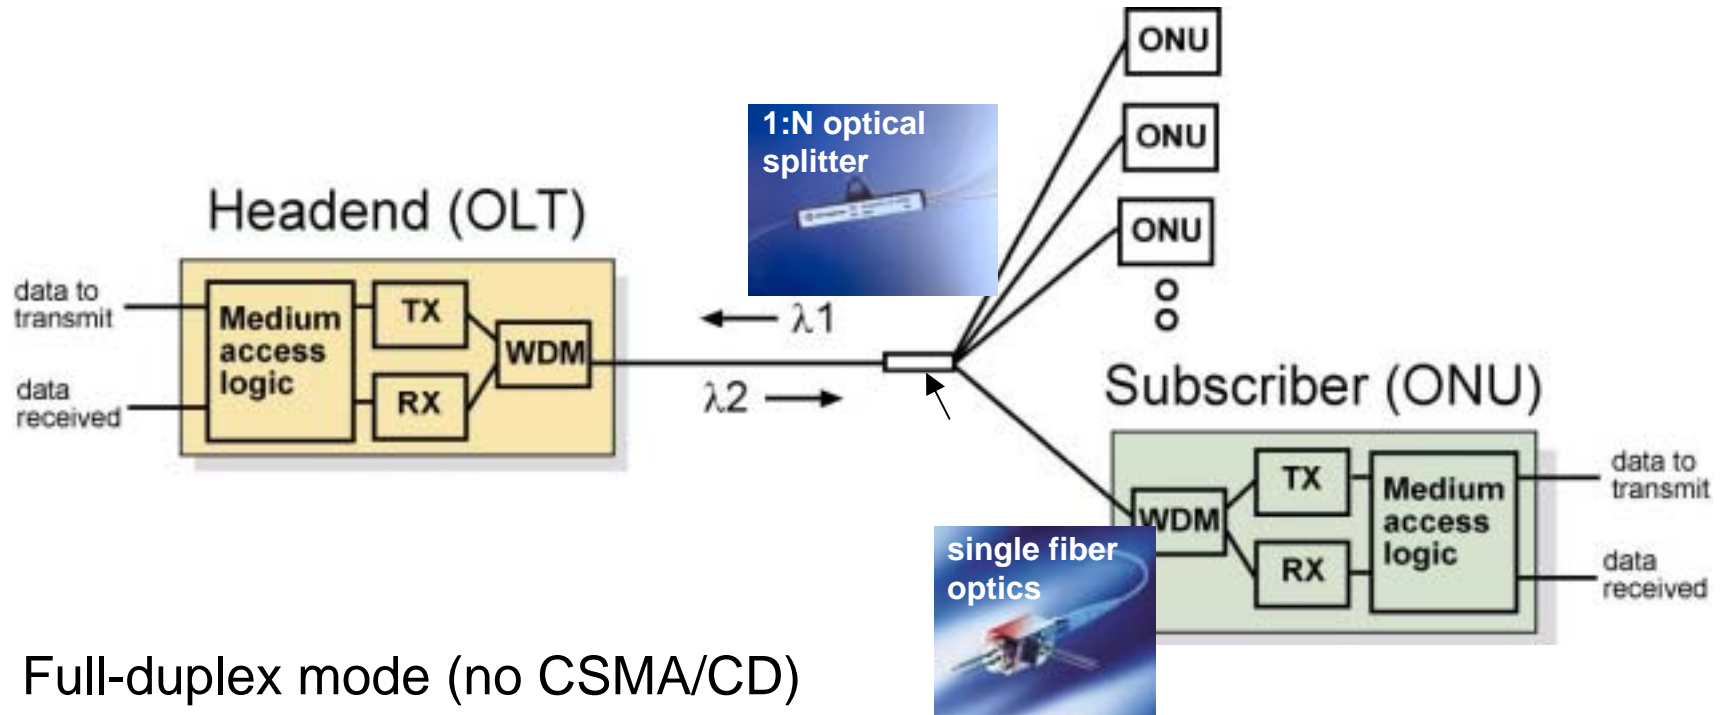 ONU
ONU
ONU
1:N optical
splitter
Headend (OLT)
data to
transmit
data
received
Medium
access
logic
TX
RX
WDM
λ1
λ2
Subscriber (ONU)
WDM
TX
RX
Medium
access
logic
data to
transmit
data
received
single fiber
optics
Full-duplex mode (no CSMA/CD)